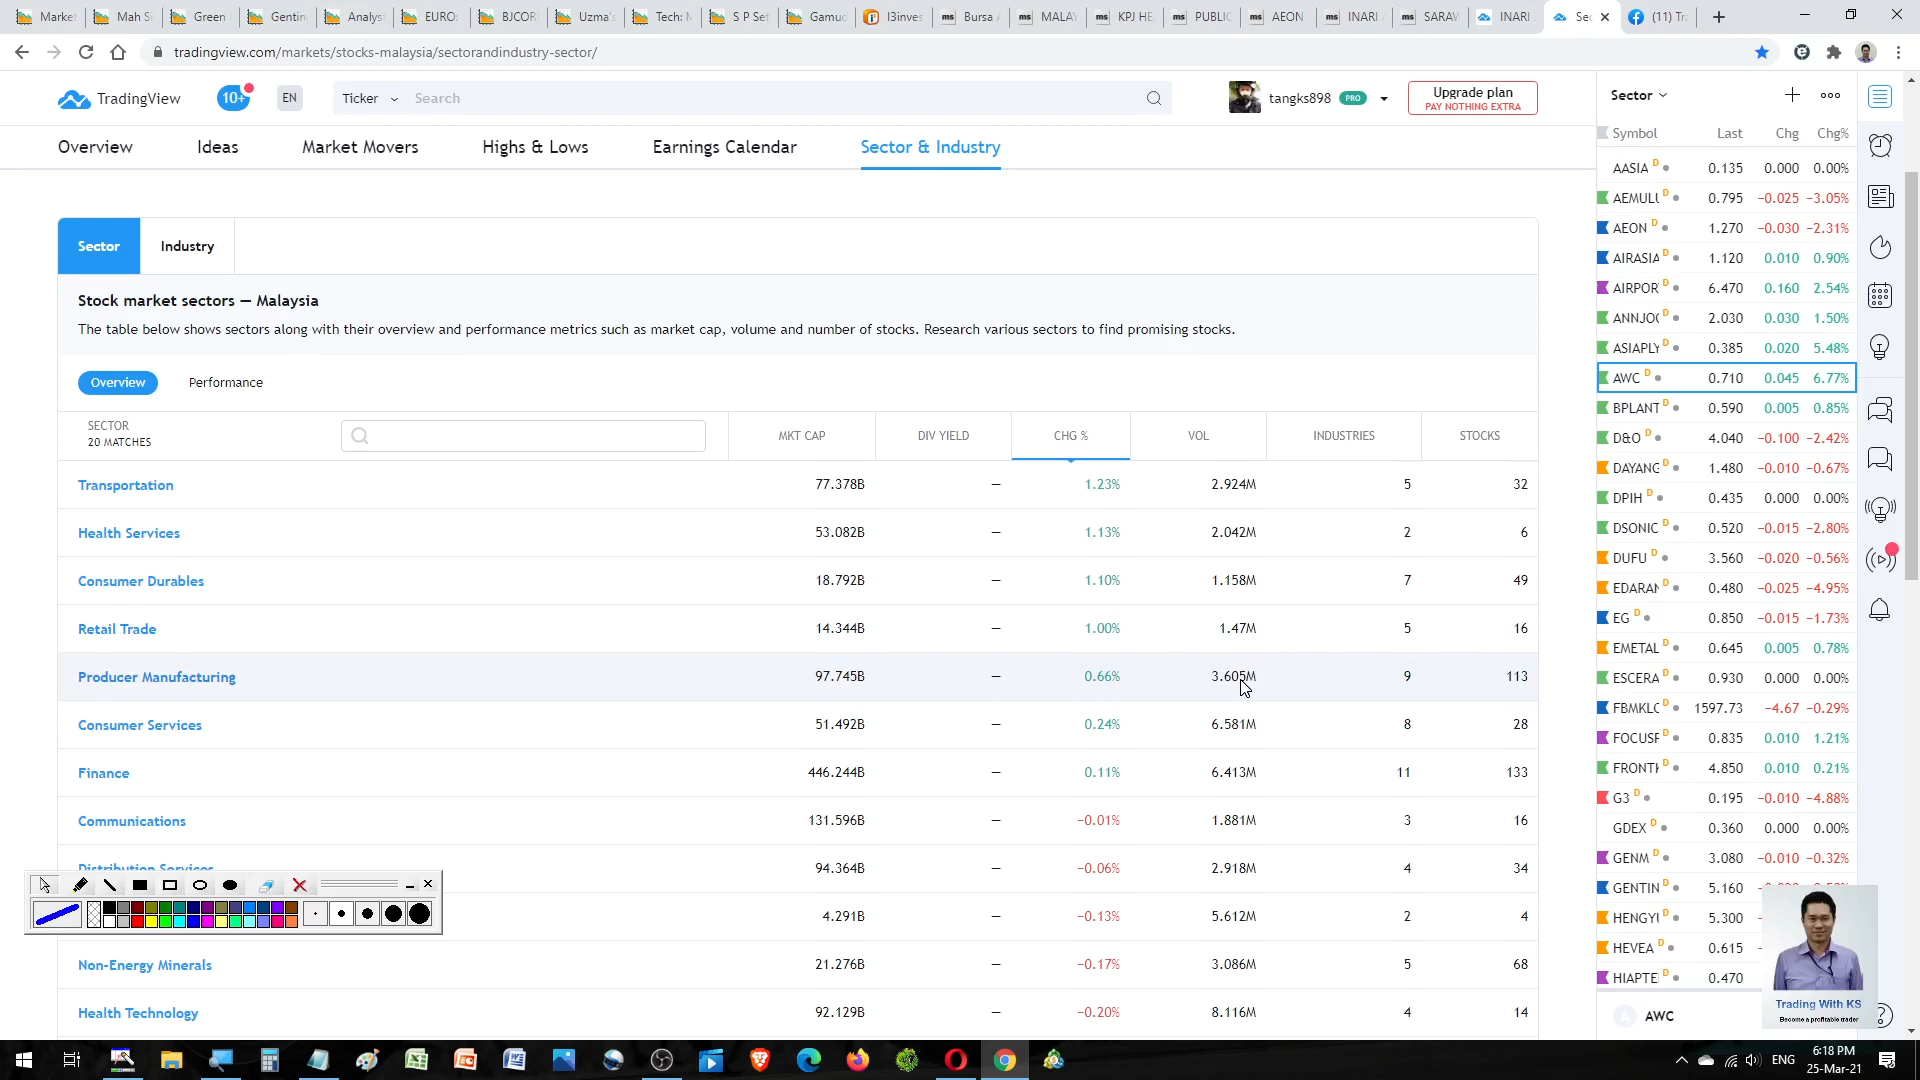 Market
Mah S
Green
Gentin
Analys
EURO:
BJCOR
Uzma's
Tech: M
S P Set
Gamud
I3inves
Bursa
MALAY
KPJ HE
PUBLIC
AEON
INARI
SARAW
INARI
Sec
(11) Tr
tradingview.com/markets/stocks-malaysia/sectorandindustry-sector/
TradingView
10+
EN
Ticker
Search
tangks898 PRO
Upgrade plan
PAY NOTHING EXTRA
Overview Ideas Market Movers Highs & Lows Earnings Calendar Sector & Industry
Sector Industry
Stock market sectors — Malaysia
The table below shows sectors along with their overview and performance metrics such as market cap, volume and number of stocks. Research various sectors to find promising stocks.
Overview Performance
SECTOR
20 MATCHES
MKT CAP DIV YIELD CHG % VOL INDUSTRIES STOCKS
Transportation 77.378B — 1.23% 2.924M 5 32
Health Services 53.082B — 1.13% 2.042M 2 6
Consumer Durables 18.792B — 1.10% 1.158M 7 49
Retail Trade 14.344B — 1.00% 1.47M 5 16
Producer Manufacturing 97.745B — 0.66% 3.605M 9 113
Consumer Services 51.492B — 0.24% 6.581M 8 28
Finance 446.244B — 0.11% 6.413M 11 133
Communications 131.596B — −0.01% 1.881M 3 16
Distribution Services 94.364B — −0.06% 2.918M 4 34
4.291B — −0.13% 5.612M 2 4
Non-Energy Minerals 21.276B — −0.17% 3.086M 5 68
Health Technology 92.129B — −0.20% 8.116M 4 14
Sector
Symbol Last Chg Chg%
AASIA D 0.135 0.000 0.00%
AEMULU D 0.795 −0.025 −3.05%
AEON D 1.270 −0.030 −2.31%
AIRASIA D 1.120 0.010 0.90%
AIRPOR D 6.470 0.160 2.54%
ANNJOO D 2.030 0.030 1.50%
ASIAPLY D 0.385 0.020 5.48%
AWC D 0.710 0.045 6.77%
BPLANT D 0.590 0.005 0.85%
D&O D 4.040 −0.100 −2.42%
DAYANG D 1.480 −0.010 −0.67%
DPIH D 0.435 0.000 0.00%
DSONIC D 0.520 −0.015 −2.80%
DUFU D 3.560 −0.020 −0.56%
EDARAN D 0.480 −0.025 −4.95%
EG D 0.850 −0.015 −1.73%
EMETAL D 0.645 0.005 0.78%
ESCERA D 0.930 0.000 0.00%
FBMKLC D 1597.73 −4.67 −0.29%
FOCUSP D 0.835 0.010 1.21%
FRONTK D 4.850 0.010 0.21%
G3 D 0.195 −0.010 −4.88%
GDEX D 0.360 0.000 0.00%
GENM D 3.080 −0.010 −0.32%
GENTIN D 5.160
HENGYU D 5.300
HEVEA D 0.615
HIAPTE D 0.470
AWC
Trading With KS
Become a profitable trader
ENG
6:18 PM
25-Mar-21